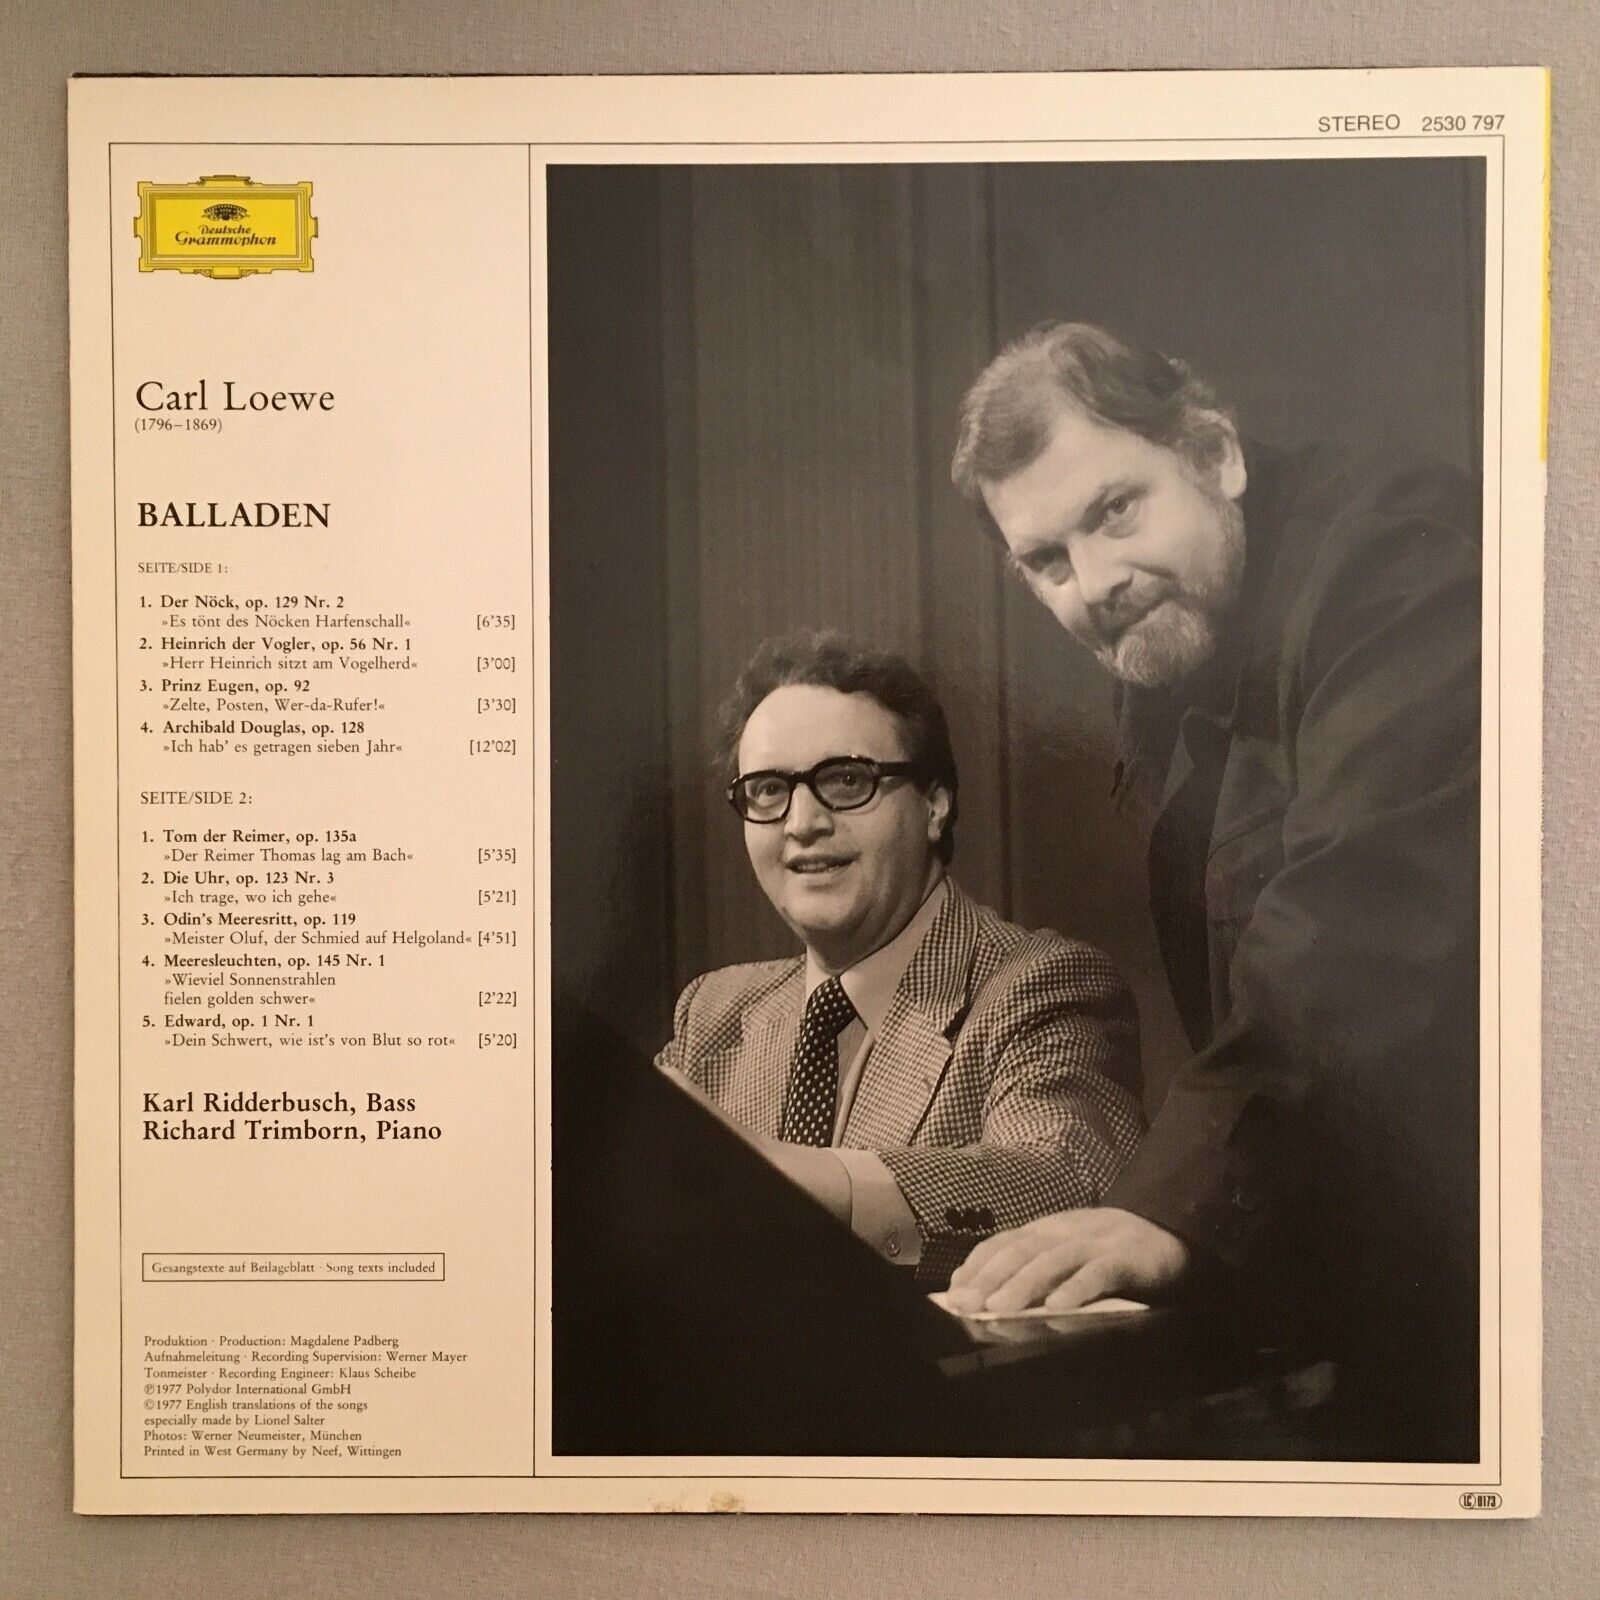 STEREO 2530 797
Deutsche
Grammophon
Carl Loewe
(1796–1869)
BALLADEN
SEITE/SIDE 1:
1. Der Nöck, op. 129 Nr. 2
»Es tönt des Nöcken Harfenschall« [6'35]
2. Heinrich der Vogler, op. 56 Nr. 1
»Herr Heinrich sitzt am Vogelherd« [3'00]
3. Prinz Eugen, op. 92
»Zelte, Posten, Wer-da-Rufer!« [3'30]
4. Archibald Douglas, op. 128
»Ich hab' es getragen sieben Jahr« [12'02]
SEITE/SIDE 2:
1. Tom der Reimer, op. 135a
»Der Reimer Thomas lag am Bach« [5'35]
2. Die Uhr, op. 123 Nr. 3
»Ich trage, wo ich gehe« [5'21]
3. Odin's Meeresritt, op. 119
»Meister Oluf, der Schmied auf Helgoland« [4'51]
4. Meeresleuchten, op. 145 Nr. 1
»Wieviel Sonnenstrahlen
fielen golden schwer« [2'22]
5. Edward, op. 1 Nr. 1
»Dein Schwert, wie ist's von Blut so rot« [5'20]
Karl Ridderbusch, Bass
Richard Trimborn, Piano
Gesangstexte auf Beilageblatt · Song texts included
Produktion · Production: Magdalene Padberg
Aufnahmeleitung · Recording Supervision: Werner Mayer
Tonmeister · Recording Engineer: Klaus Scheibe
℗1977 Polydor International GmbH
©1977 English translations of the songs
especially made by Lionel Salter
Photos: Werner Neumeister, München
Printed in West Germany by Neef, Wittingen
LC 0173